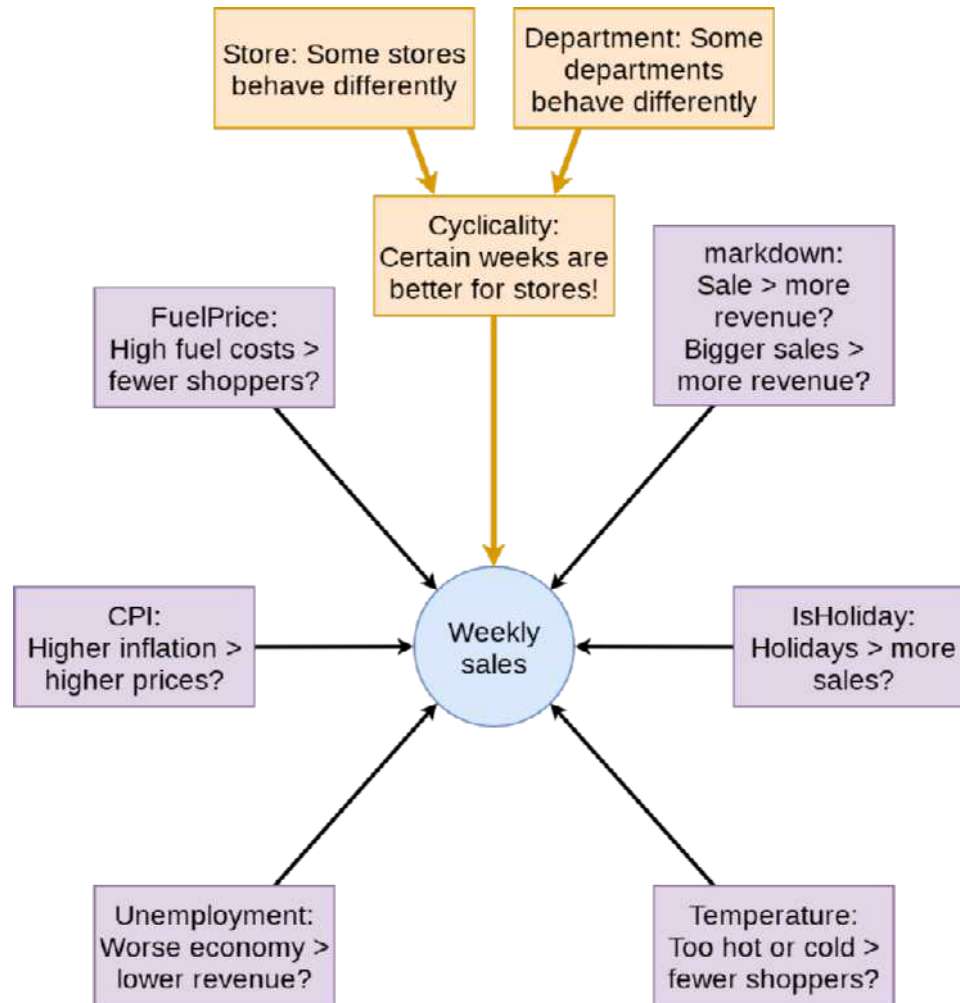 Store: Some stores
behave differently
Department: Some
departments
behave differently
Cyclicality:
Certain weeks are
better for stores!
markdown:
Sale > more
revenue?
Bigger sales >
more revenue?
FuelPrice:
High fuel costs >
fewer shoppers?
CPI:
Higher inflation >
higher prices?
Weekly
sales
IsHoliday:
Holidays > more
sales?
Unemployment:
Worse economy >
lower revenue?
Temperature:
Too hot or cold >
fewer shoppers?